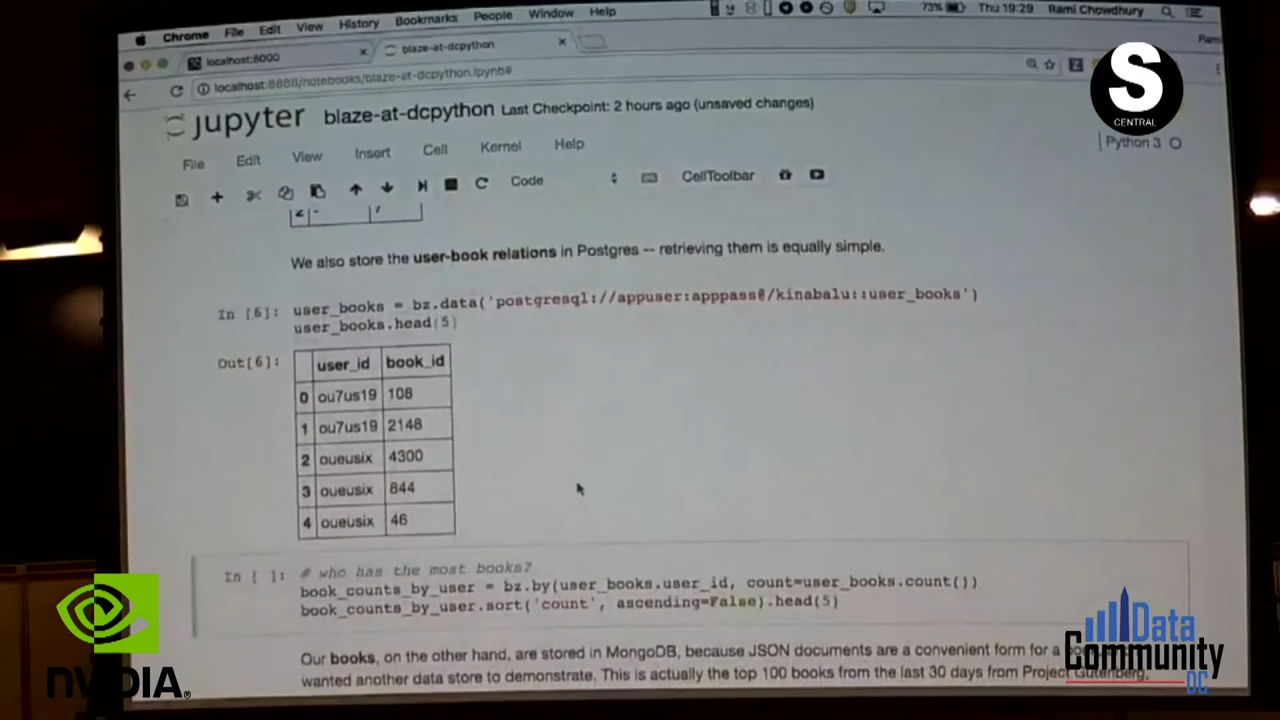 Chrome File Edit View History Bookmarks People Window Help 73% Thu 19:29 Rami Chowdhury
localhost:8000 blaze-at-dcpython
localhost:8888/notebooks/blaze-at-dcpython.ipynb#
S
CENTRAL
jupyter blaze-at-dcpython Last Checkpoint: 2 hours ago (unsaved changes)
File Edit View Insert Cell Kernel Help Python 3
Code CellToolbar
We also store the user-book relations in Postgres -- retrieving them is equally simple.
In [6]: user_books = bz.data('postgresql://appuser:apppass@/kinabalu::user_books')
user_books.head(5)
Out[6]:
user_id book_id
0 ou7us19 108
1 ou7us19 2148
2 oueusix 4300
3 oueusix 844
4 oueusix 46
In [ ]: # who has the most books?
book_counts_by_user = bz.by(user_books.user_id, count=user_books.count())
book_counts_by_user.sort('count', ascending=False).head(5)
Our books, on the other hand, are stored in MongoDB, because JSON documents are a convenient form for a
wanted another data store to demonstrate. This is actually the top 100 books from the last 30 days from Project Gutenberg.
NVIDIA
Data
Community
DC